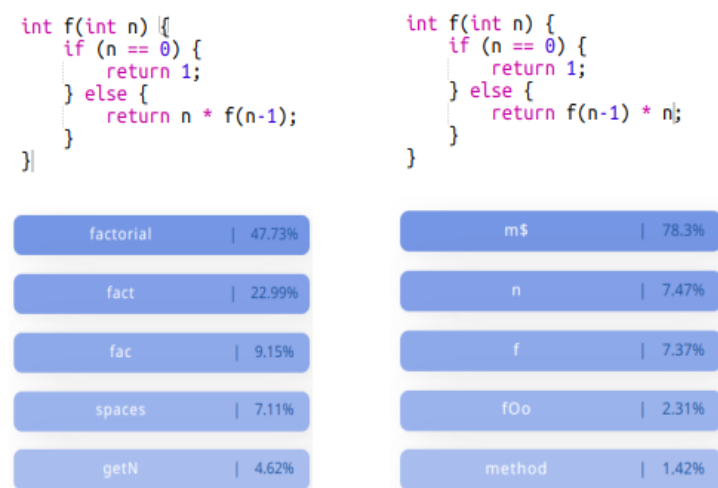 int f(int n) {
    if (n == 0) {
        return 1;
    } else {
        return n * f(n-1);
    }
}
factorial | 47.73%
fact | 22.99%
fac | 9.15%
spaces | 7.11%
getN | 4.62%
int f(int n) {
    if (n == 0) {
        return 1;
    } else {
        return f(n-1) * n;
    }
}
m$ | 78.3%
n | 7.47%
f | 7.37%
fOo | 2.31%
method | 1.42%